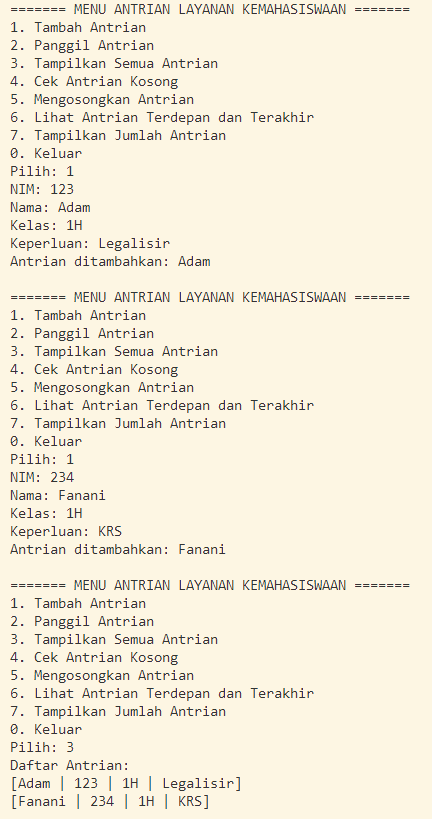 ======= MENU ANTRIAN LAYANAN KEMAHASISWAAN =======
1. Tambah Antrian
2. Panggil Antrian
3. Tampilkan Semua Antrian
4. Cek Antrian Kosong
5. Mengosongkan Antrian
6. Lihat Antrian Terdepan dan Terakhir
7. Tampilkan Jumlah Antrian
0. Keluar
Pilih: 1
NIM: 123
Nama: Adam
Kelas: 1H
Keperluan: Legalisir
Antrian ditambahkan: Adam

======= MENU ANTRIAN LAYANAN KEMAHASISWAAN =======
1. Tambah Antrian
2. Panggil Antrian
3. Tampilkan Semua Antrian
4. Cek Antrian Kosong
5. Mengosongkan Antrian
6. Lihat Antrian Terdepan dan Terakhir
7. Tampilkan Jumlah Antrian
0. Keluar
Pilih: 1
NIM: 234
Nama: Fanani
Kelas: 1H
Keperluan: KRS
Antrian ditambahkan: Fanani

======= MENU ANTRIAN LAYANAN KEMAHASISWAAN =======
1. Tambah Antrian
2. Panggil Antrian
3. Tampilkan Semua Antrian
4. Cek Antrian Kosong
5. Mengosongkan Antrian
6. Lihat Antrian Terdepan dan Terakhir
7. Tampilkan Jumlah Antrian
0. Keluar
Pilih: 3
Daftar Antrian:
[Adam | 123 | 1H | Legalisir]
[Fanani | 234 | 1H | KRS]